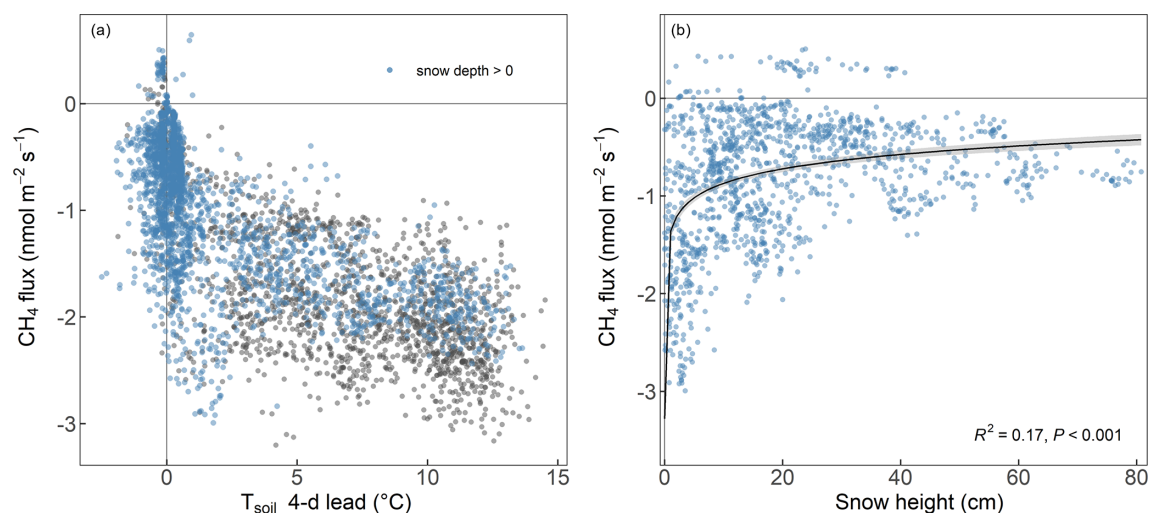 (a)
snow depth > 0
0
-1
-2
-3
CH₄ flux (nmol m⁻² s⁻¹)
0 5 10 15
T_soil 4-d lead (°C)
(b)
0
-1
-2
-3
CH₄ flux (nmol m⁻² s⁻¹)
R² = 0.17, P < 0.001
0 20 40 60 80
Snow height (cm)